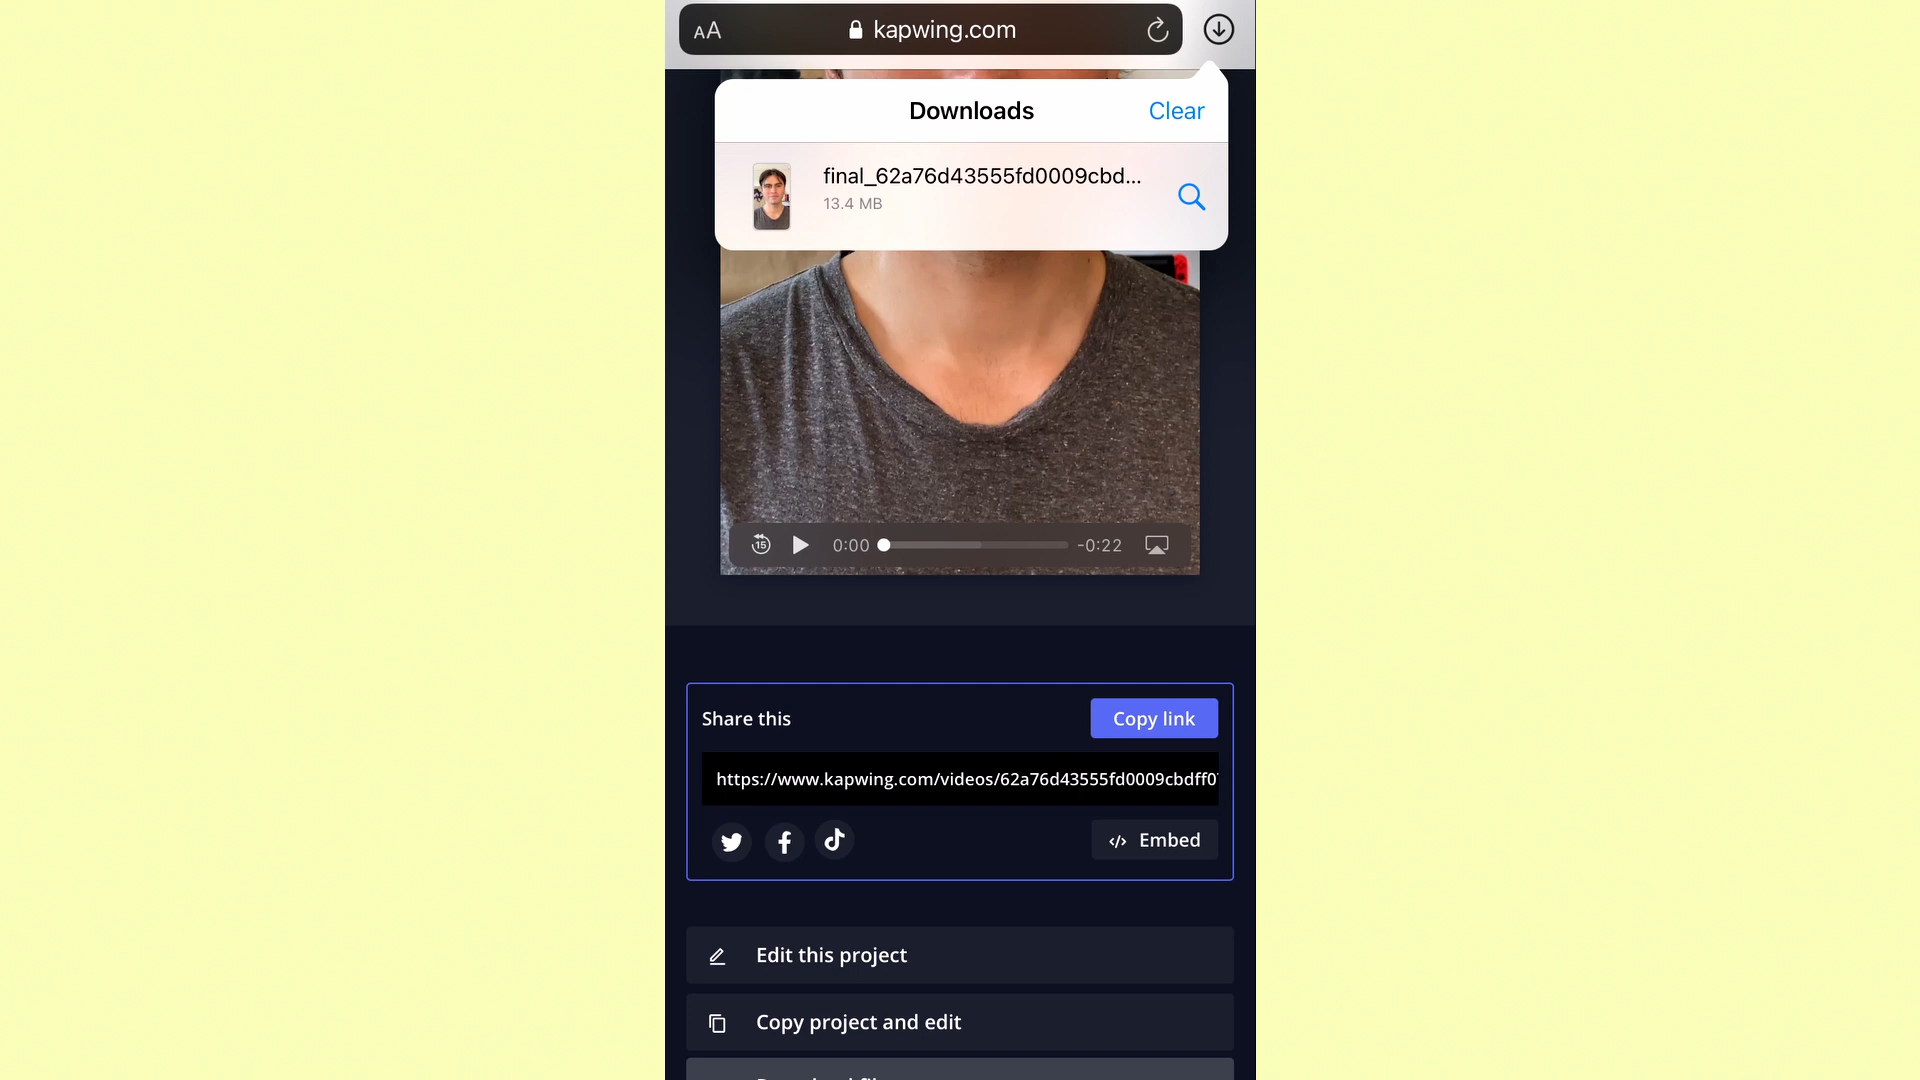 AA kapwing.com
Downloads Clear
final_62a76d43555fd0009cbd...
13.4 MB
15 0:00 -0:22
Share this Copy link
https://www.kapwing.com/videos/62a76d43555fd0009cbdff0
</> Embed
Edit this project
Copy project and edit